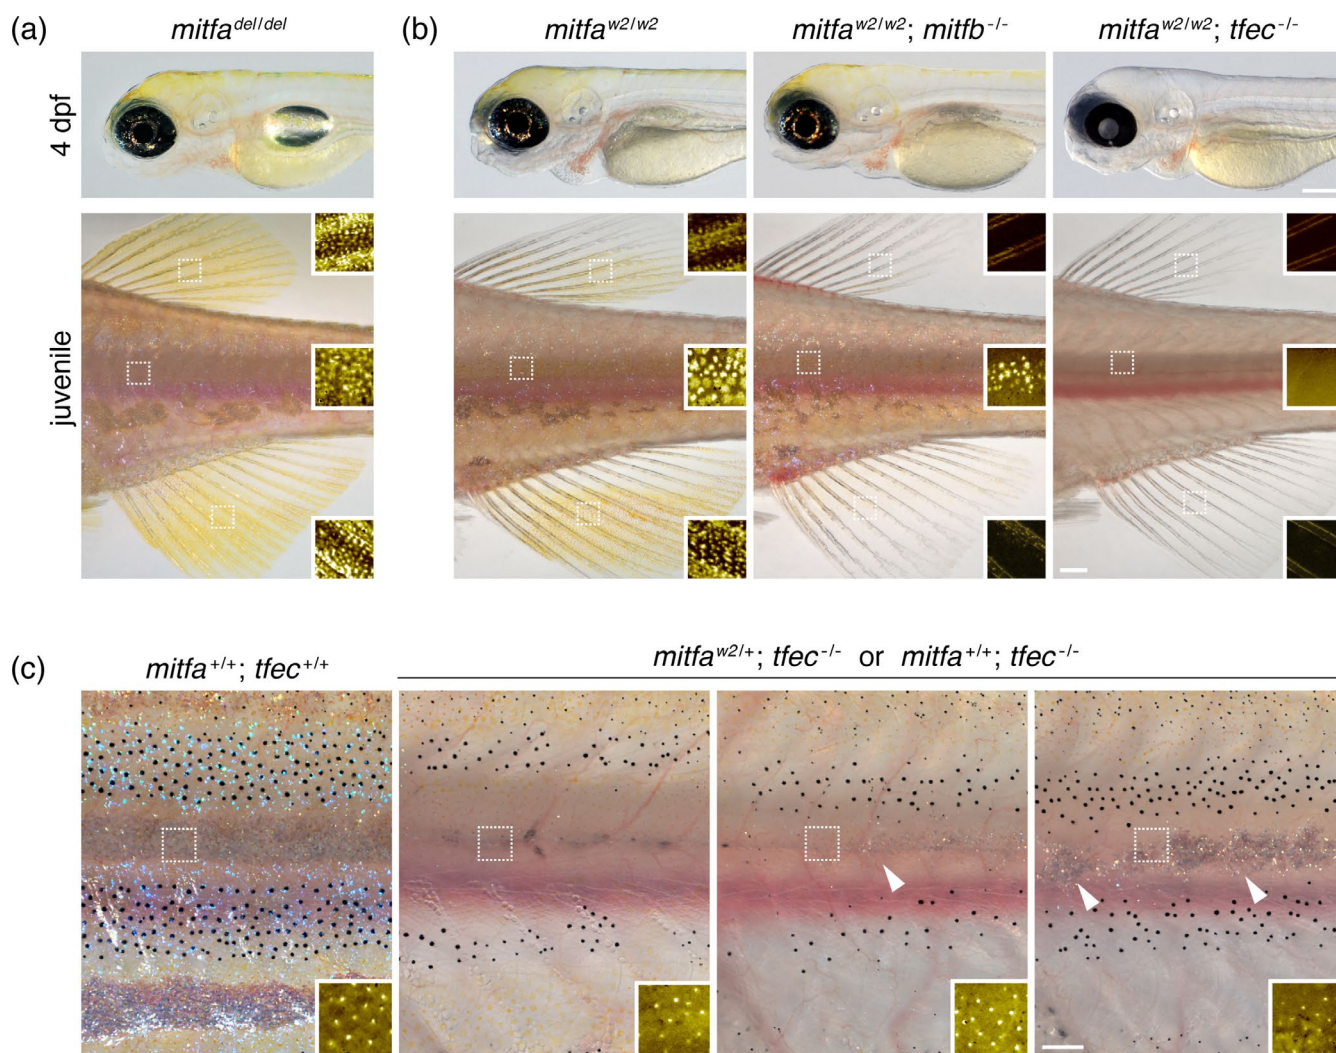 (a) mitfa^del/del (b) mitfa^w2/w2 mitfa^w2/w2; mitfb^-/- mitfa^w2/w2; tfec^-/-
4 dpf
juvenile
(c) mitfa^+/+; tfec^+/+ mitfa^w2/+; tfec^-/- or mitfa^+/+; tfec^-/-